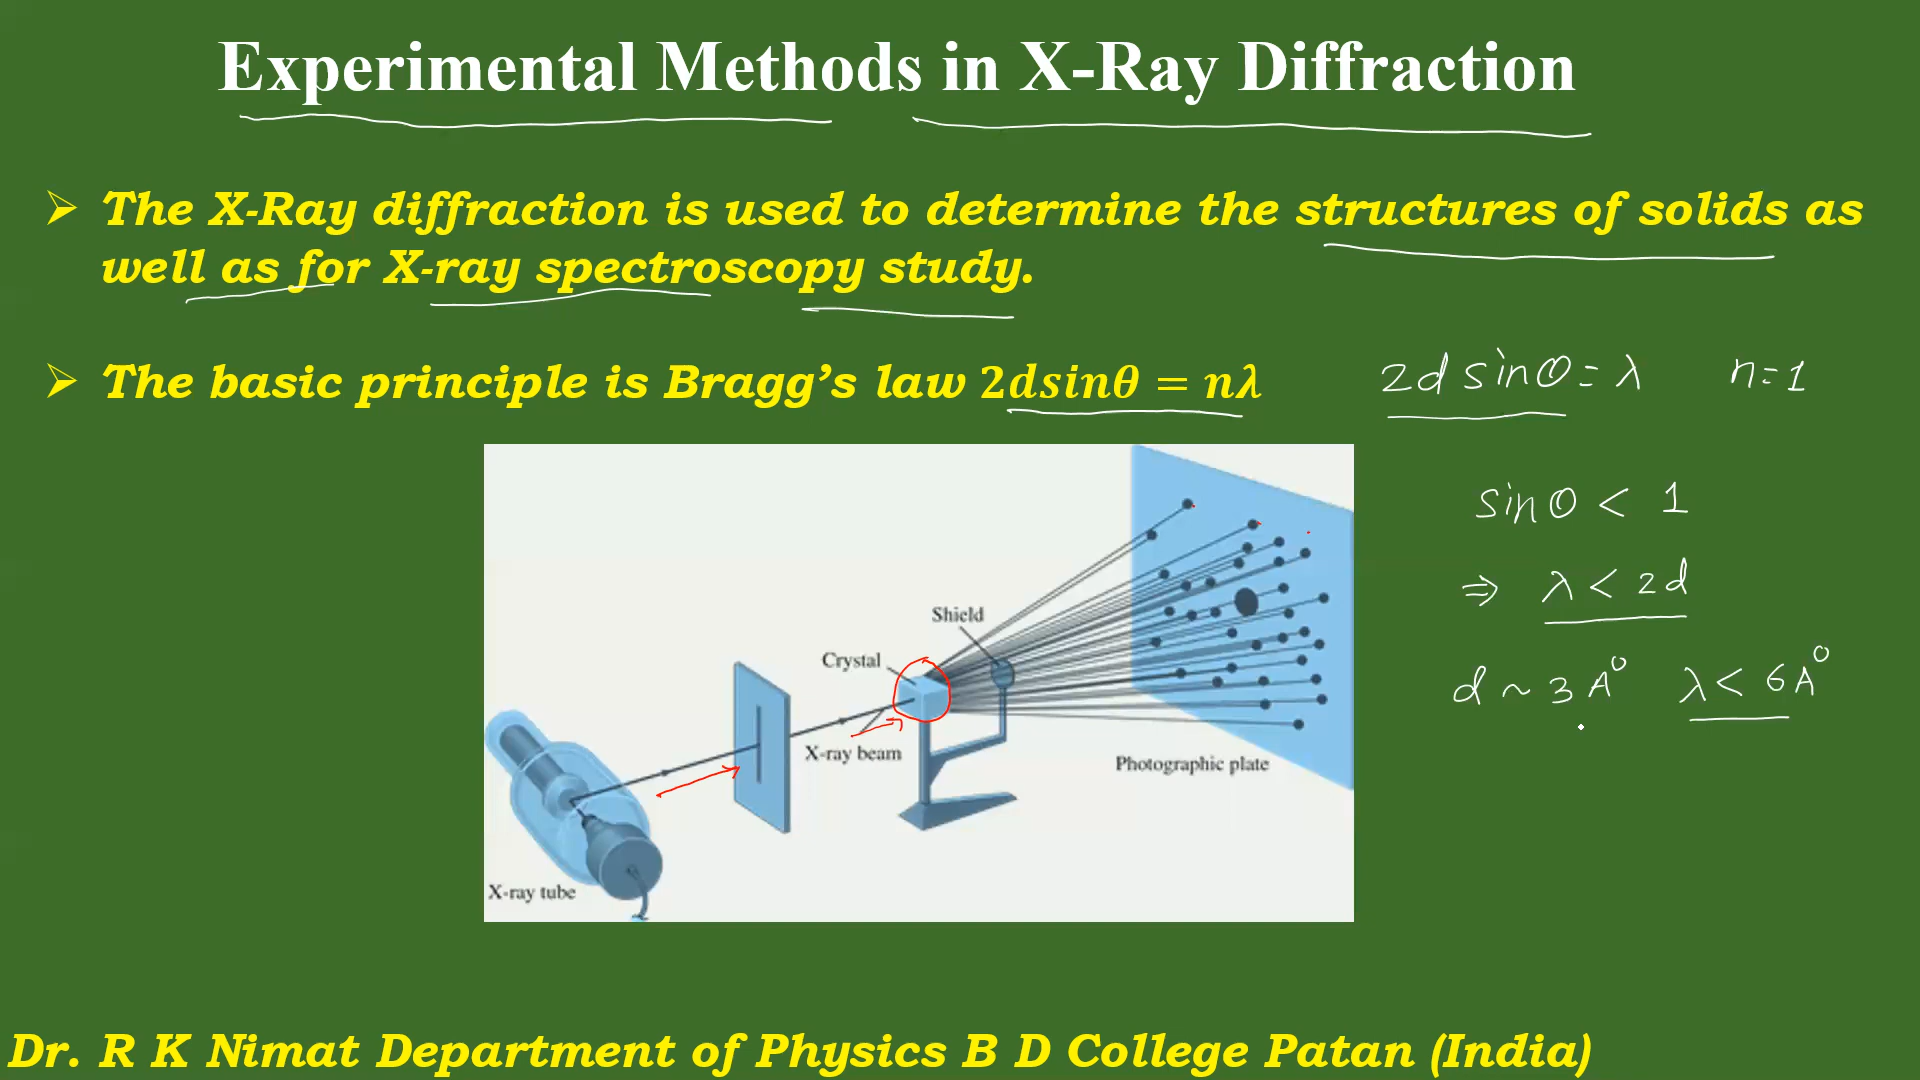 Experimental Methods in X-Ray Diffraction
➢ The X-Ray diffraction is used to determine the structures of solids as
well as for X-ray spectroscopy study.
➢ The basic principle is Bragg’s law 2dsinθ = nλ
2d sinθ = λ n=1
sinθ < 1
⇒ λ < 2d
d ~ 3 A° λ < 6 A°
Shield
Crystal
X-ray beam
Photographic plate
X-ray tube
Dr. R K Nimat Department of Physics B D College Patan (India)